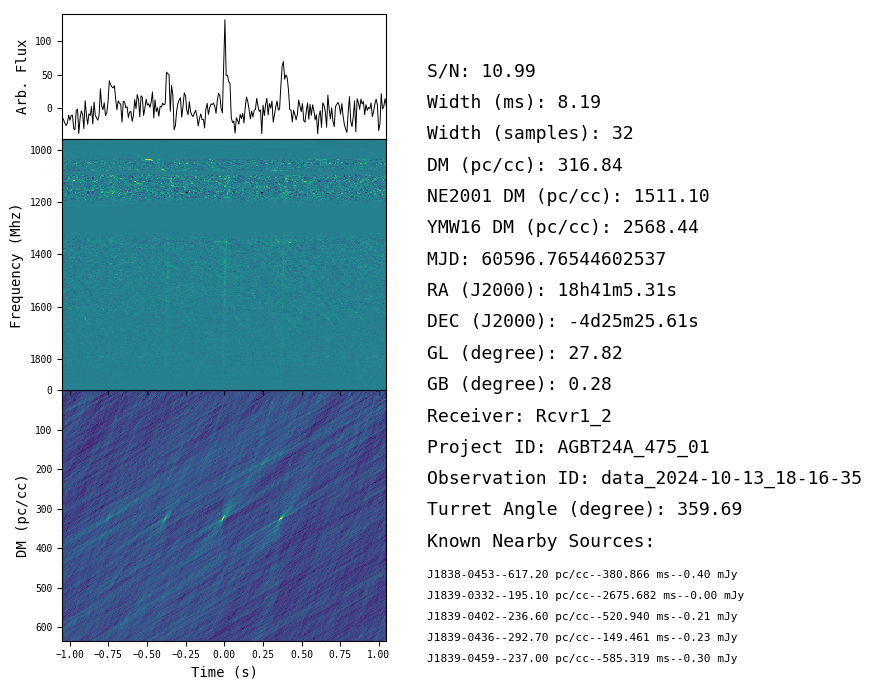 100
50
0
Arb. Flux
1000
1200
1400
1600
1800
Frequency (Mhz)
0
100
200
300
400
500
600
DM (pc/cc)
−1.00 −0.75 −0.50 −0.25 0.00 0.25 0.50 0.75 1.00
Time (s)
S/N: 10.99
Width (ms): 8.19
Width (samples): 32
DM (pc/cc): 316.84
NE2001 DM (pc/cc): 1511.10
YMW16 DM (pc/cc): 2568.44
MJD: 60596.76544602537
RA (J2000): 18h41m5.31s
DEC (J2000): -4d25m25.61s
GL (degree): 27.82
GB (degree): 0.28
Receiver: Rcvr1_2
Project ID: AGBT24A_475_01
Observation ID: data_2024-10-13_18-16-35
Turret Angle (degree): 359.69
Known Nearby Sources:
J1838-0453--617.20 pc/cc--380.866 ms--0.40 mJy
J1839-0332--195.10 pc/cc--2675.682 ms--0.00 mJy
J1839-0402--236.60 pc/cc--520.940 ms--0.21 mJy
J1839-0436--292.70 pc/cc--149.461 ms--0.23 mJy
J1839-0459--237.00 pc/cc--585.319 ms--0.30 mJy